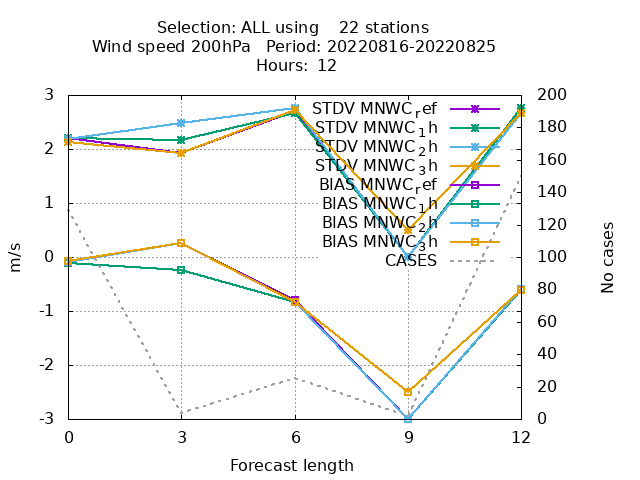 Selection: ALL using    22 stations
Wind speed 200hPa   Period: 20220816-20220825
Hours: 12
3 200
2 180
1 160
0 140
-1 120
-2 100
-3 80
60
40
20
0
STDV MNWC_ref
STDV MNWC_1h
STDV MNWC_2h
STDV MNWC_3h
BIAS MNWC_ref
BIAS MNWC_1h
BIAS MNWC_2h
BIAS MNWC_3h
CASES
m/s
No cases
0 3 6 9 12
Forecast length